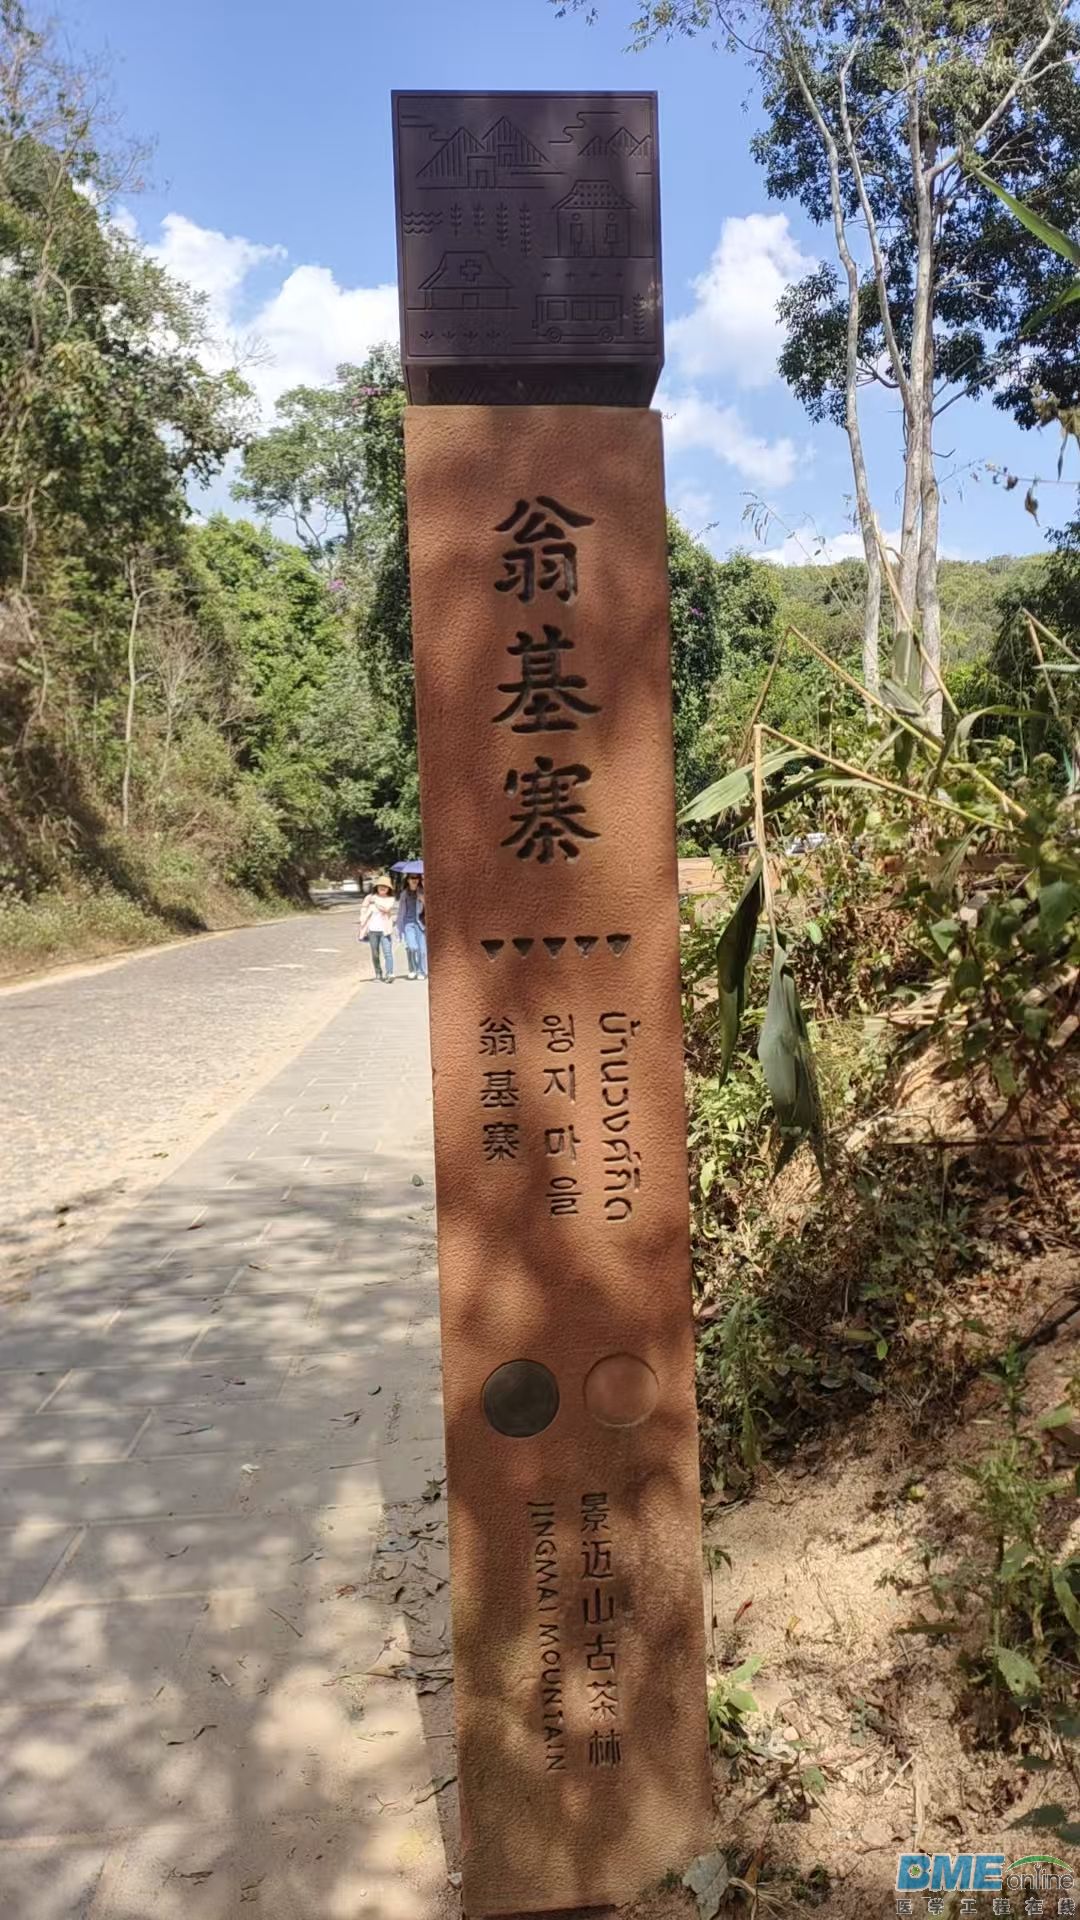 翁基寨
บ้านวงศ์กิด
웡지마을
翁基寨
景迈山古茶林
JINGMAI MOUNTAIN
BME online
医学工程在线